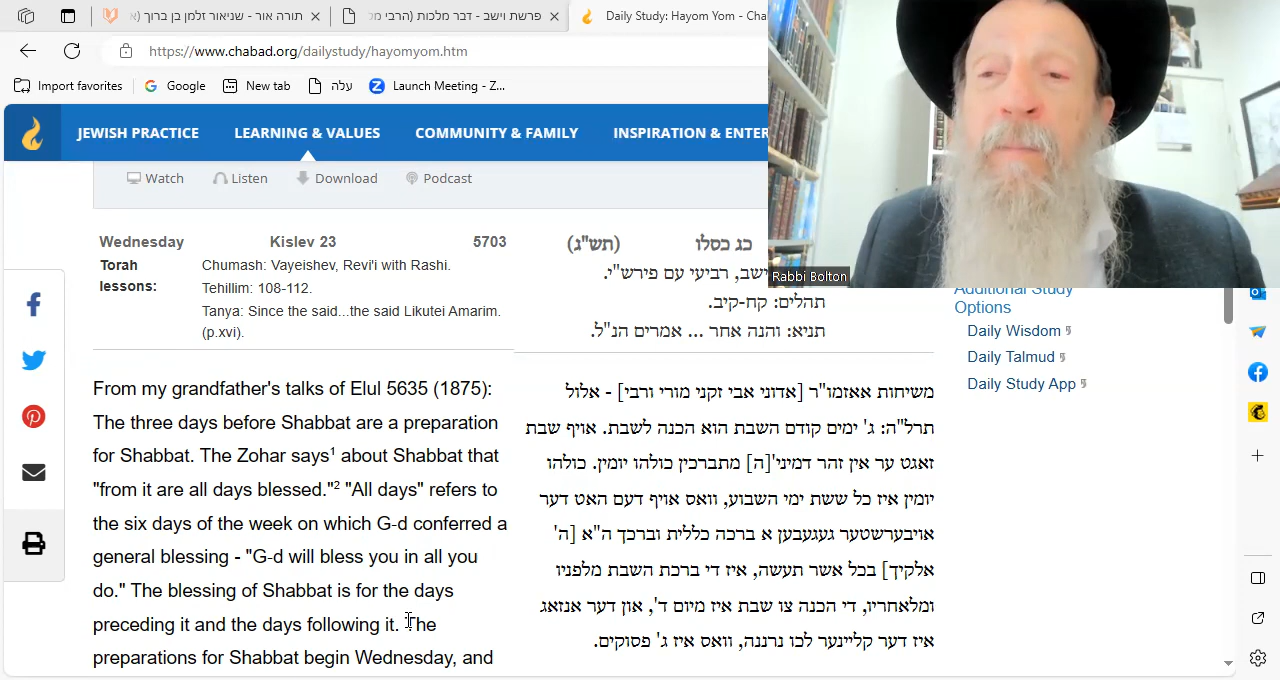 תורה אור - שניאור זלמן בן ברוך
פרשת וישב - דבר מלכות (הרבי
Daily Study: Hayom Yom - Cha
https://www.chabad.org/dailystudy/hayomyom.htm
Import favorites
Google
New tab
עלה
Launch Meeting - Z...
JEWISH PRACTICE
LEARNING & VALUES
COMMUNITY & FAMILY
INSPIRATION & ENTER
Watch
Listen
Download
Podcast
Wednesday Kislev 23 5703
Torah lessons:
Chumash: Vayeishev, Revi'i with Rashi.
Tehillim: 108-112.
Tanya: Since the said...the said Likutei Amarim.
(p.xvi).
From my grandfather's talks of Elul 5635 (1875):
The three days before Shabbat are a preparation
for Shabbat. The Zohar says1 about Shabbat that
"from it are all days blessed."2 "All days" refers to
the six days of the week on which G-d conferred a
general blessing - "G-d will bless you in all you
do." The blessing of Shabbat is for the days
preceding it and the days following it. The
preparations for Shabbat begin Wednesday, and
כג כסלו (תש"ג)
ישב, רביעי עם פירש"י.
תהלים: קח-קיב.
תניא: והנה אחר ... אמרים הנ"ל.
משיחות אאזמו"ר [אדוני אבי זקני מורי ורבי] - אלול
תרל"ה: ג' ימים קודם השבת הוא הכנה לשבת. אויף שבת
זאגט ער אין זהר דמיני'[ה] מתברכין כולהו יומין. כולהו
יומין איז כל ששת ימי השבוע, וואס אויף דעם האט דער
אויבערשטער געגעבען א ברכה כללית וברכך ה"א [ה'
אלקיך] בכל אשר תעשה, איז די ברכת השבת מלפניו
ומלאחריו, די הכנה צו שבת איז מיום ד', און דער אנזאג
איז דער קליינער לכו נרננה, וואס איז ג' פסוקים.
Rabbi Bolton
Additional Study
Options
Daily Wisdom
Daily Talmud
Daily Study App